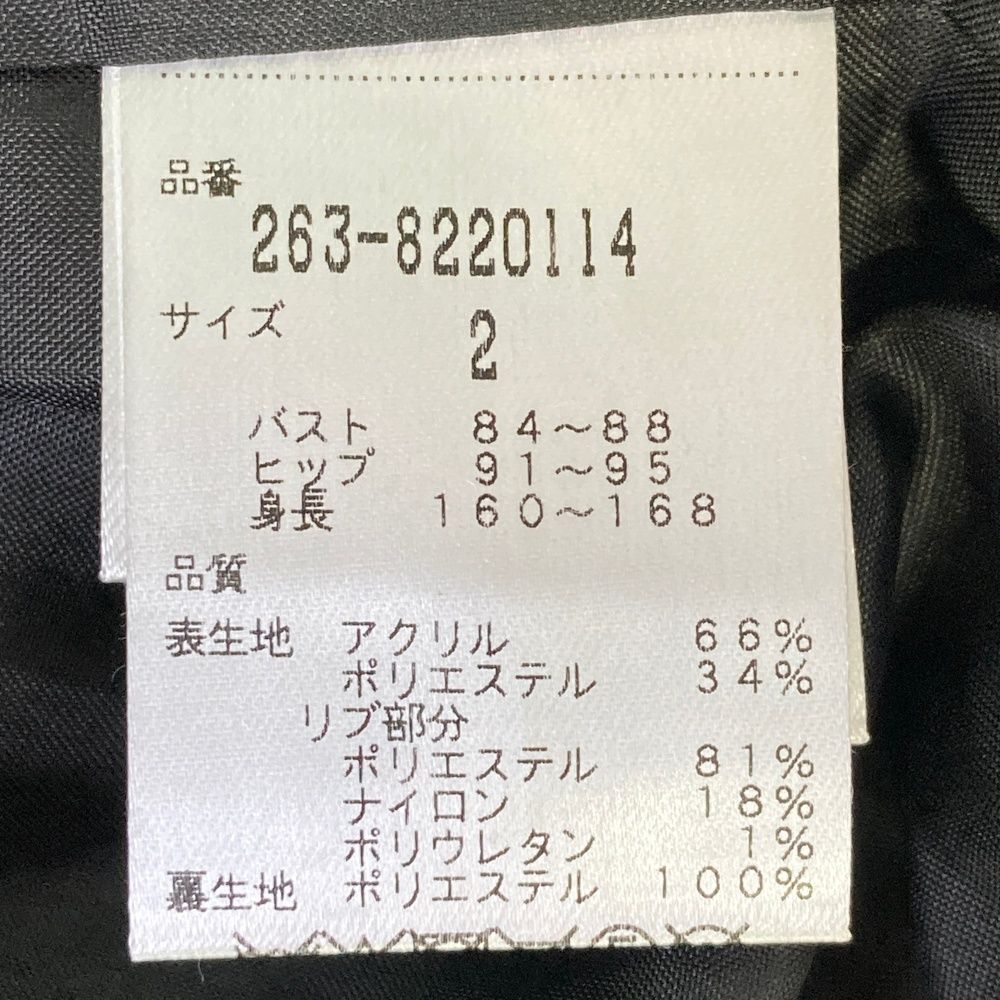 品番
263-8220114
サイズ 2
バスト 84～88
ヒップ 91～95
身長 160～168
品質
表生地 アクリル 66%
ポリエステル 34%
リブ部分
ポリエステル 81%
ナイロン 18%
ポリウレタン 1%
裏生地 ポリエステル 100%